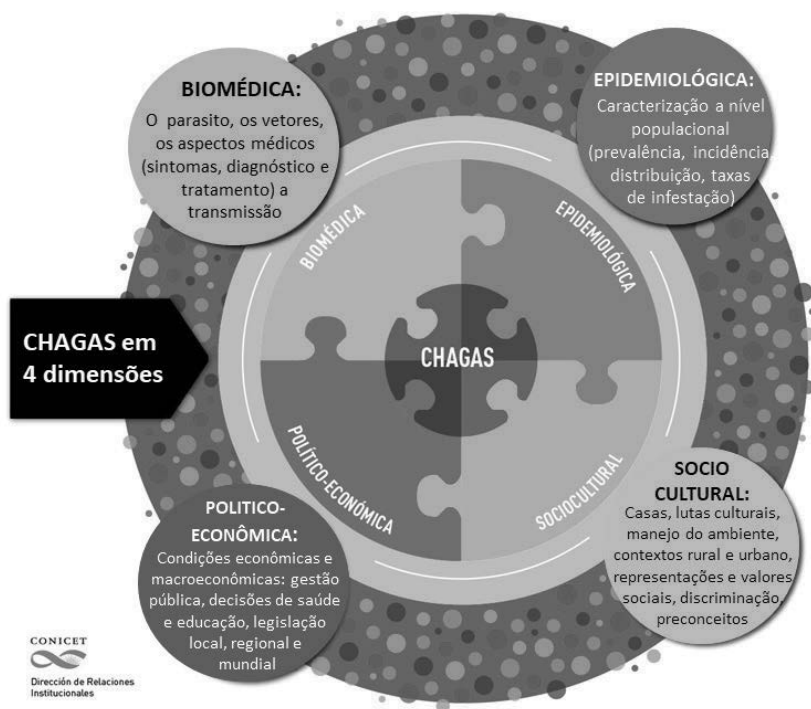 BIOMÉDICA:
O parasito, os vetores,
os aspectos médicos
(sintomas, diagnóstico e
tratamento) a
transmissão
EPIDEMIOLÓGICA:
Caracterização a nível
populacional
(prevalência, incidência
distribuição, taxas
de infestação)
BIOMÉDICA
EPIDEMIOLÓGICA
CHAGAS em
4 dimensões
CHAGAS
POLÍTICO-ECONÓMICA
SOCIOCULTURAL
POLITICO-
ECONÔMICA:
Condições econômicas e
macroeconômicas: gestão
pública, decisões de saúde
e educação, legislação
local, regional e
mundial
SOCIO
CULTURAL:
Casas, lutas culturais,
manejo do ambiente,
contextos rural e urbano,
representações e valores
sociais, discriminação,
preconceitos
CONICET
Dirección de Relaciones
Institucionales